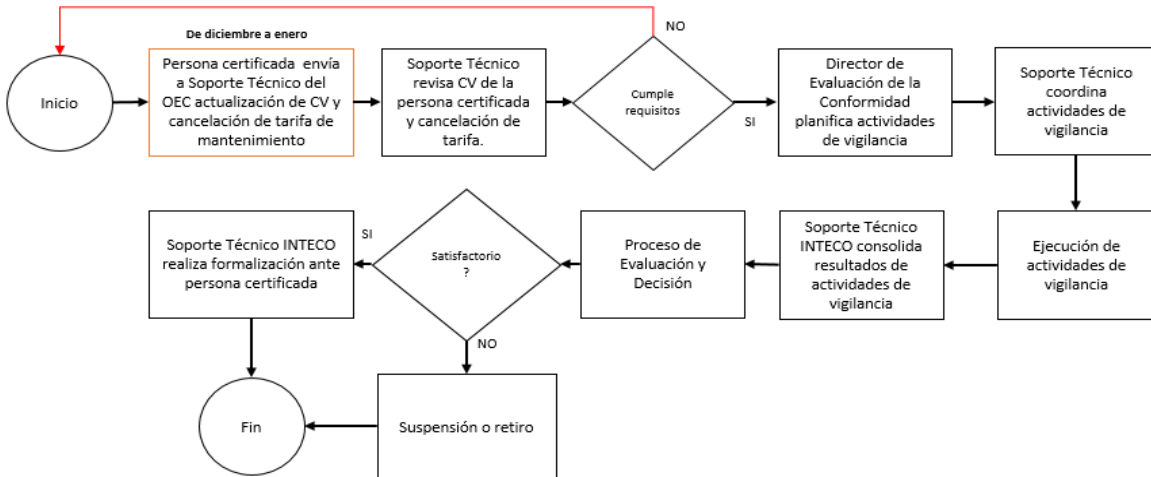 NO
De diciembre a enero
Inicio
Persona certificada envía
a Soporte Técnico del
OEC actualización de CV y
cancelación de tarifa de
mantenimiento
Soporte Técnico
revisa CV de la
persona certificada
y cancelación de
tarifa.
Cumple
requisitos
SI
Director de
Evaluación de la
Conformidad
planifica actividades
de vigilancia
Soporte Técnico
coordina
actividades de
vigilancia
Ejecución de
actividades de
vigilancia
Soporte Técnico
INTECO consolida
resultados de
actividades de
vigilancia
Proceso de
Evaluación y
Decisión
Satisfactorio
?
SI
Soporte Técnico INTECO
realiza formalización ante
persona certificada
NO
Suspensión o retiro
Fin